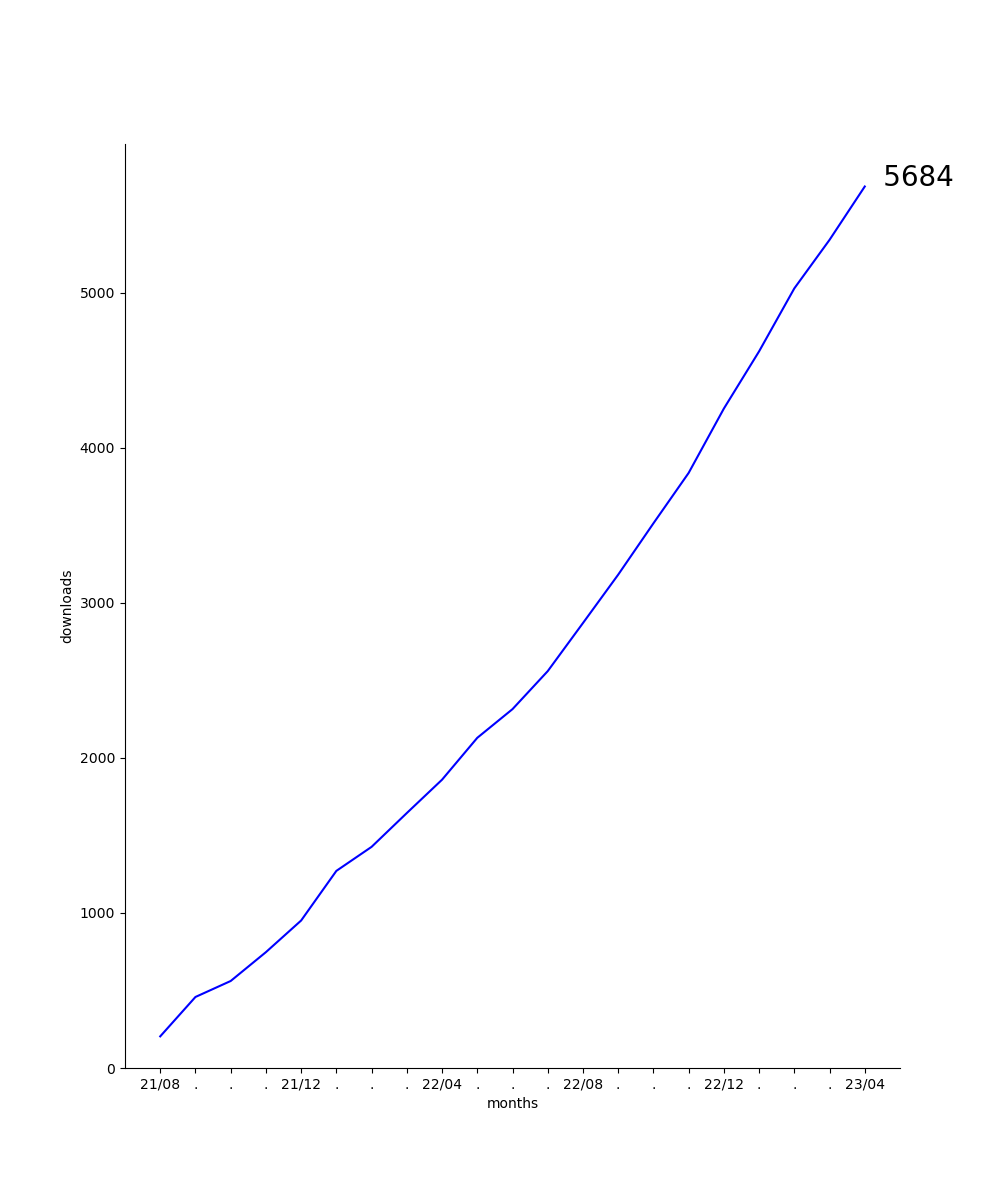 5684
5000
4000
3000
2000
1000
0
downloads
21/08 . . . 21/12 . . . 22/04 . . . 22/08 . . . 22/12 . . . 23/04
months